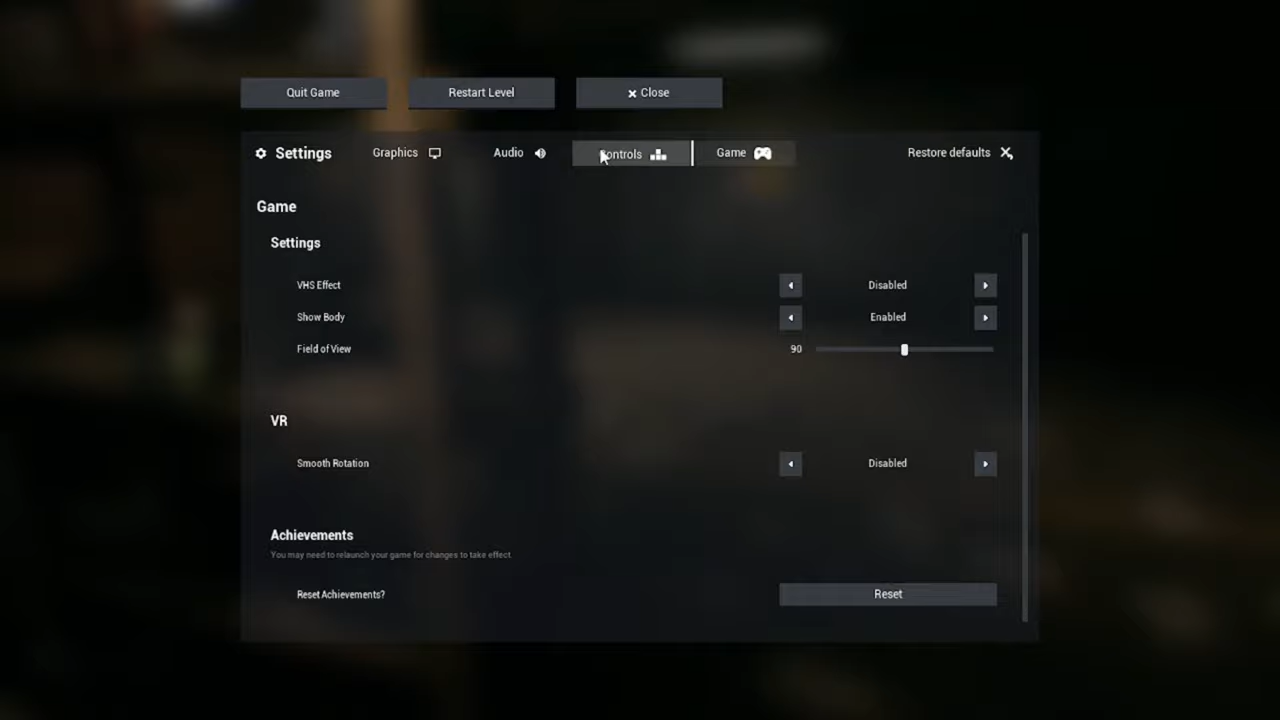 Quit Game
Restart Level
Close
Settings
Graphics
Audio
Controls
Game
Restore defaults
Game
Settings
VHS Effect
Disabled
Show Body
Enabled
Field of View
90
VR
Smooth Rotation
Disabled
Achievements
You may need to relaunch your game for changes to take effect
Reset Achievements?
Reset